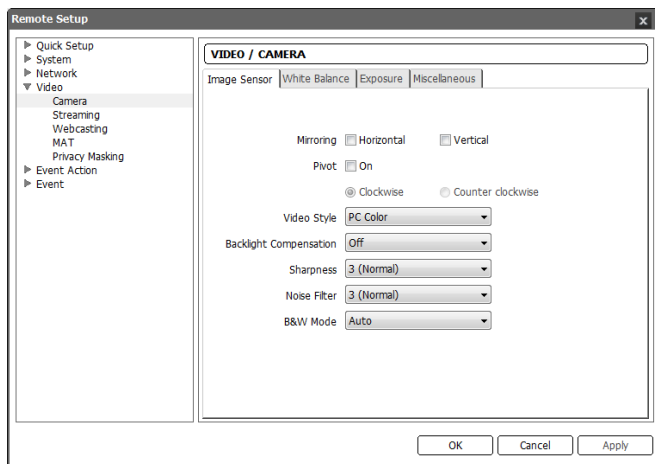 Remote Setup
x
Quick Setup
System
Network
Video
Camera
Streaming
Webcasting
MAT
Privacy Masking
Event Action
Event
VIDEO / CAMERA
Image Sensor White Balance Exposure Miscellaneous
Mirroring Horizontal Vertical
Pivot On
Clockwise Counter clockwise
Video Style PC Color
Backlight Compensation Off
Sharpness 3 (Normal)
Noise Filter 3 (Normal)
B&W Mode Auto
OK Cancel Apply